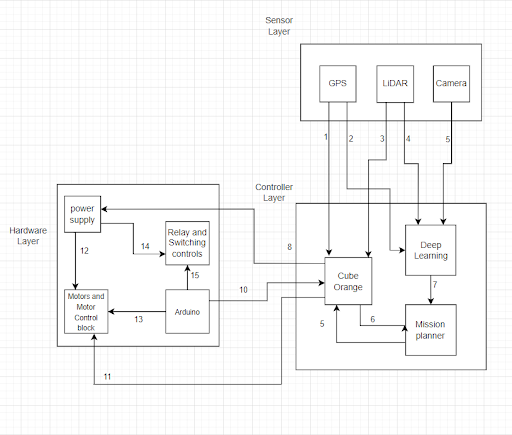 Sensor
Layer
GPS
LiDAR
Camera
1
2
3
4
5
Controller
Layer
Hardware
Layer
power
supply
Relay and
Switching
controls
14
12
15
Motors and
Motor
Control
block
13
Arduino
10
8
11
Deep
Learning
7
Cube
Orange
5
6
Mission
planner